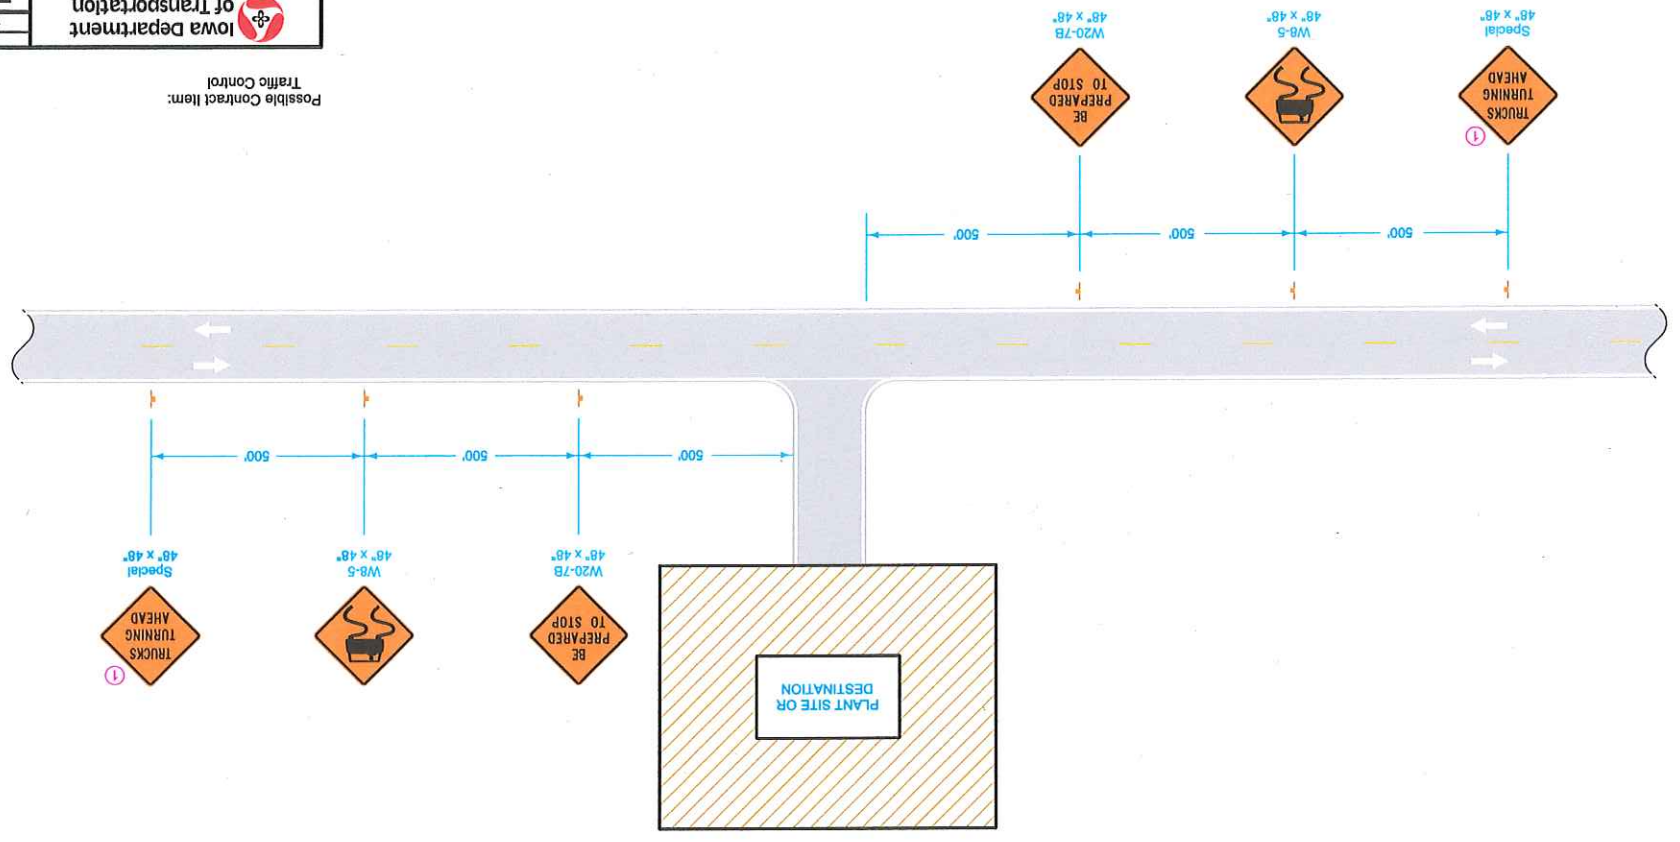 PLANT SITE OR
DESTINATION
BE
PREPARED
TO STOP
W20-7B
48" x 48"
W8-5
48" x 48"
①
TRUCKS
TURNING
AHEAD
Special
48" x 48"
500'
500'
500'
500'
500'
500'
①
TRUCKS
TURNING
AHEAD
Special
48" x 48"
W8-5
48" x 48"
BE
PREPARED
TO STOP
W20-7B
48" x 48"
Possible Contract Item:
Traffic Control
Iowa Department
of Transportation